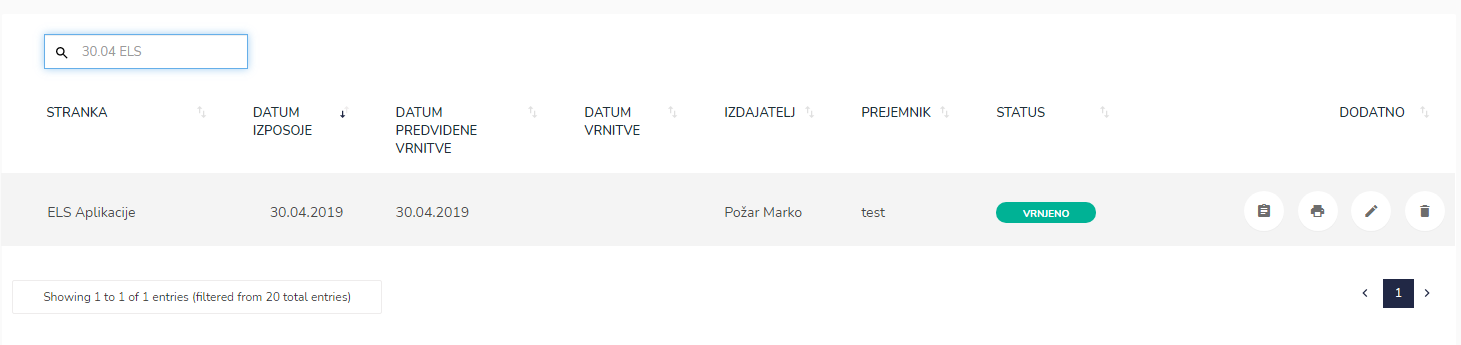 30.04 ELS
STRANKA
DATUM
IZPOSOJE
DATUM
PREDVIDENE
VRNITVE
DATUM
VRNITVE
IZDAJATELJ
PREJEMNIK
STATUS
DODATNO
ELS Aplikacije
30.04.2019
30.04.2019
Požar Marko
test
VRNJENO
Showing 1 to 1 of 1 entries (filtered from 20 total entries)
1